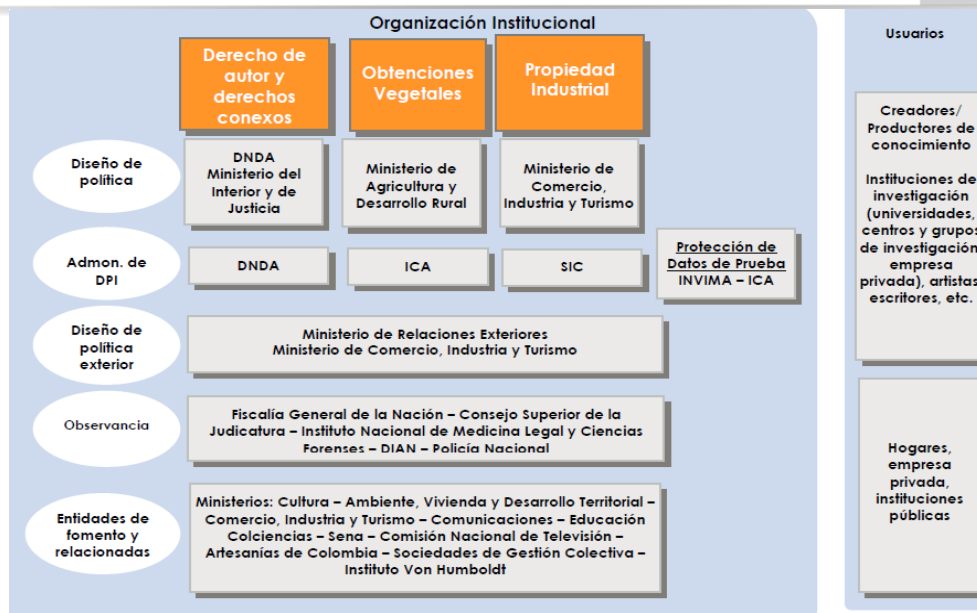 Organización Institucional
Derecho de
autor y
derechos
conexos
Obtenciones
Vegetales
Propiedad
Industrial
Diseño de
política
DNDA
Ministerio del
Interior y de
Justicia
Ministerio de
Agricultura y
Desarrollo Rural
Ministerio de
Comercio,
Industria y Turismo
Admon. de
DPI
DNDA
ICA
SIC
Protección de
Datos de Prueba
INVIMA – ICA
Diseño de
política
exterior
Ministerio de Relaciones Exteriores
Ministerio de Comercio, Industria y Turismo
Observancia
Fiscalía General de la Nación – Consejo Superior de la
Judicatura – Instituto Nacional de Medicina Legal y Ciencias
Forenses – DIAN – Policía Nacional
Entidades de
fomento y
relacionadas
Ministerios: Cultura – Ambiente, Vivienda y Desarrollo Territorial –
Comercio, Industria y Turismo – Comunicaciones – Educación
Colciencias – Sena – Comisión Nacional de Televisión –
Artesanías de Colombia – Sociedades de Gestión Colectiva –
Instituto Von Humboldt
Usuarios
Creadores/
Productores de
conocimiento
Instituciones de
investigación
(universidades,
centros y grupos
de investigación
empresa
privada), artistas
escritores, etc.
Hogares,
empresa
privada,
instituciones
públicas